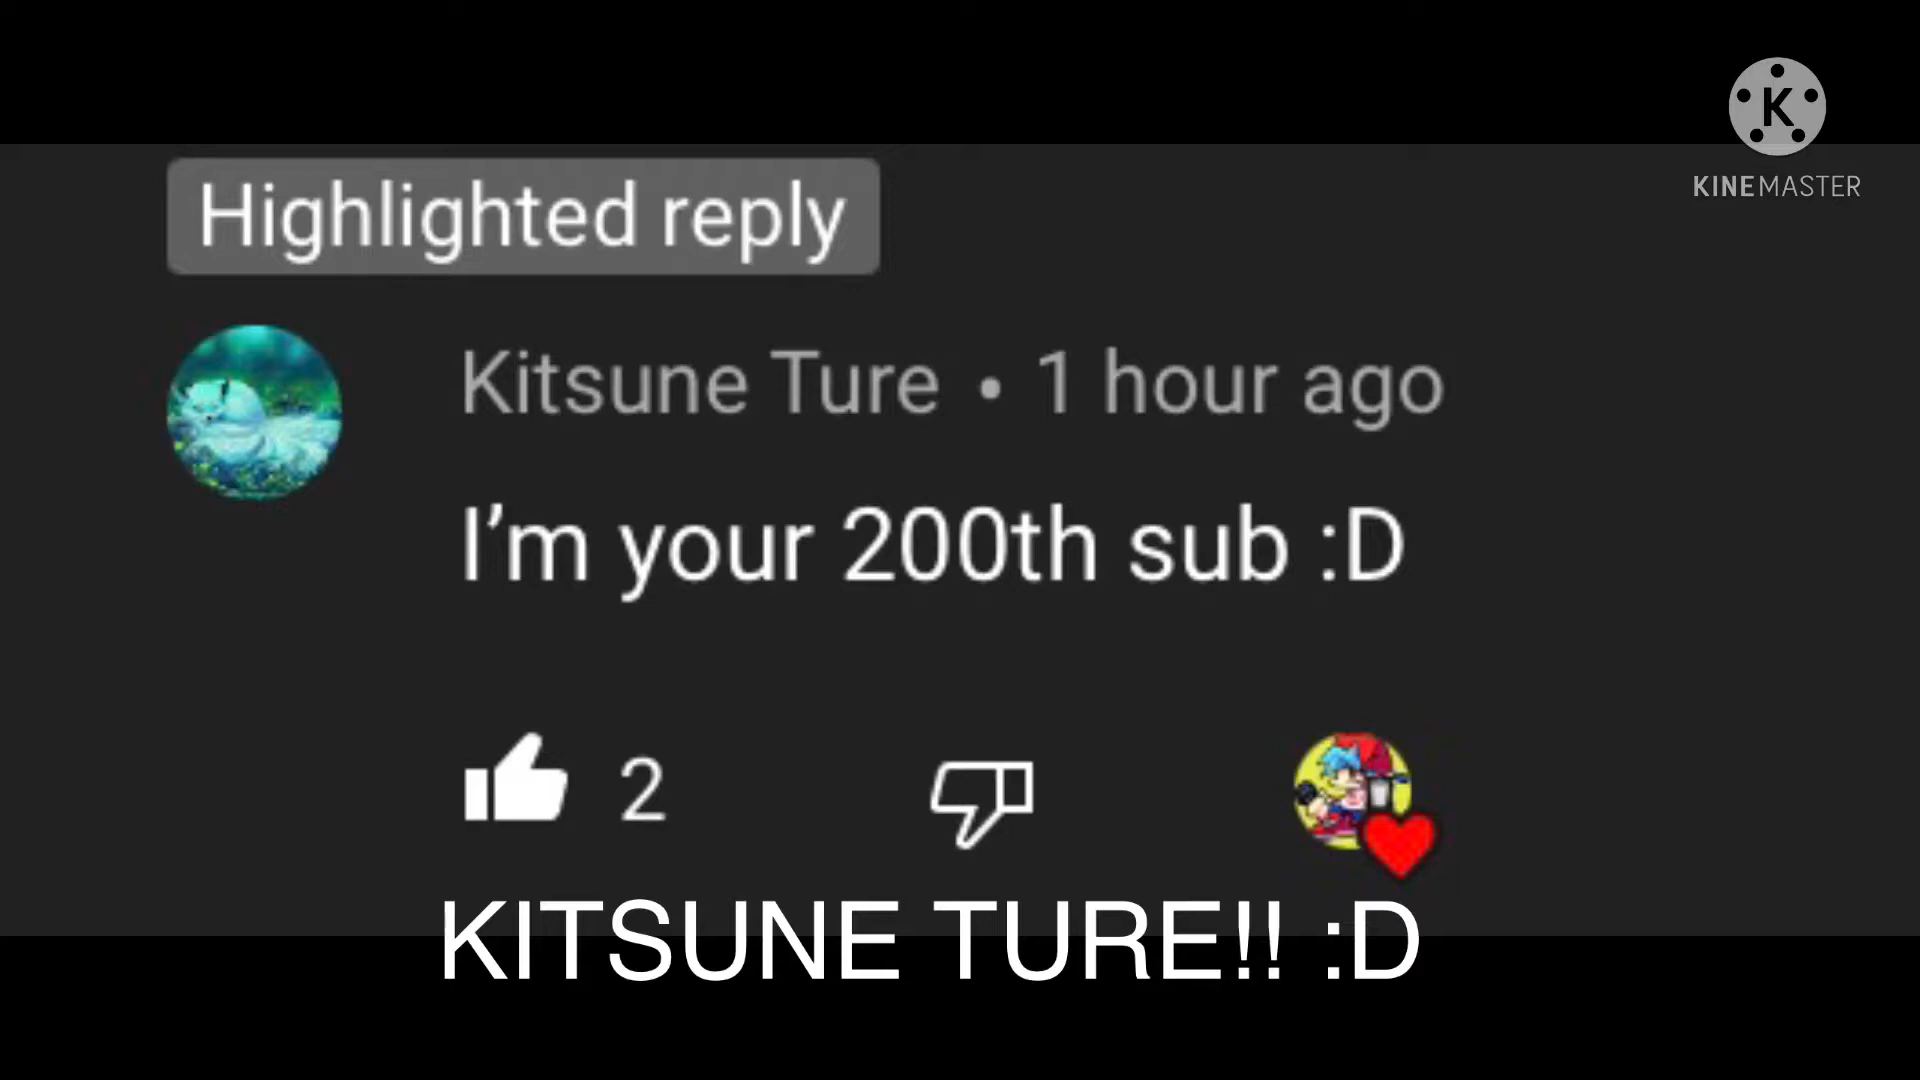 K
KINEMASTER
Highlighted reply
Kitsune Ture • 1 hour ago
I’m your 200th sub :D
2
KITSUNE TURE!! :D